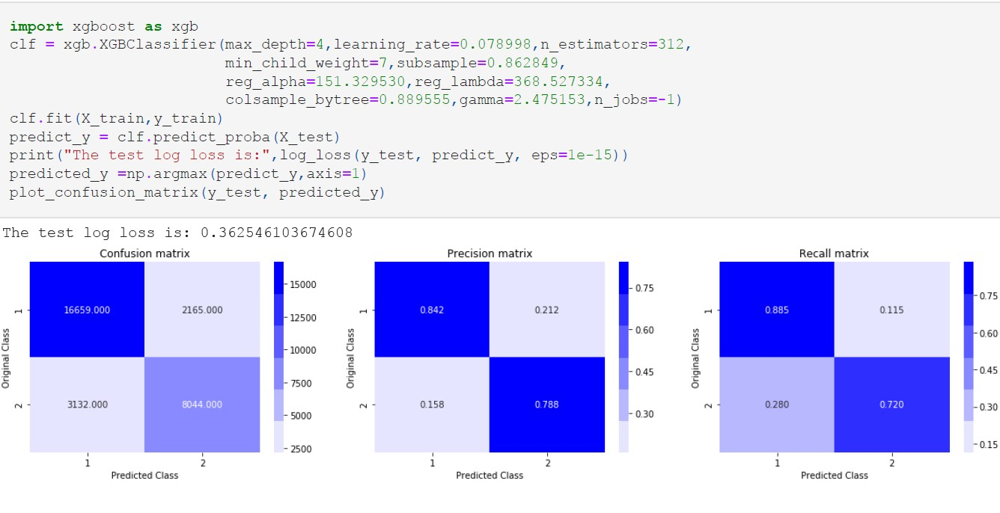 import xgboost as xgb
clf = xgb.XGBClassifier(max_depth=4,learning_rate=0.078998,n_estimators=312,
min_child_weight=7,subsample=0.862849,
reg_alpha=151.329530,reg_lambda=368.527334,
colsample_bytree=0.889555,gamma=2.475153,n_jobs=-1)
clf.fit(X_train,y_train)
predict_y = clf.predict_proba(X_test)
print("The test log loss is:",log_loss(y_test, predict_y, eps=1e-15))
predicted_y =np.argmax(predict_y,axis=1)
plot_confusion_matrix(y_test, predicted_y)
The test log loss is: 0.362546103674608
Confusion matrix
Original Class
1
2
16659.000
2165.000
3132.000
8044.000
1
2
Predicted Class
15000
12500
10000
7500
5000
2500
Precision matrix
Original Class
1
2
0.842
0.212
0.158
0.788
1
2
Predicted Class
0.75
0.60
0.45
0.30
Recall matrix
Original Class
1
2
0.885
0.115
0.280
0.720
1
2
Predicted Class
0.75
0.60
0.45
0.30
0.15